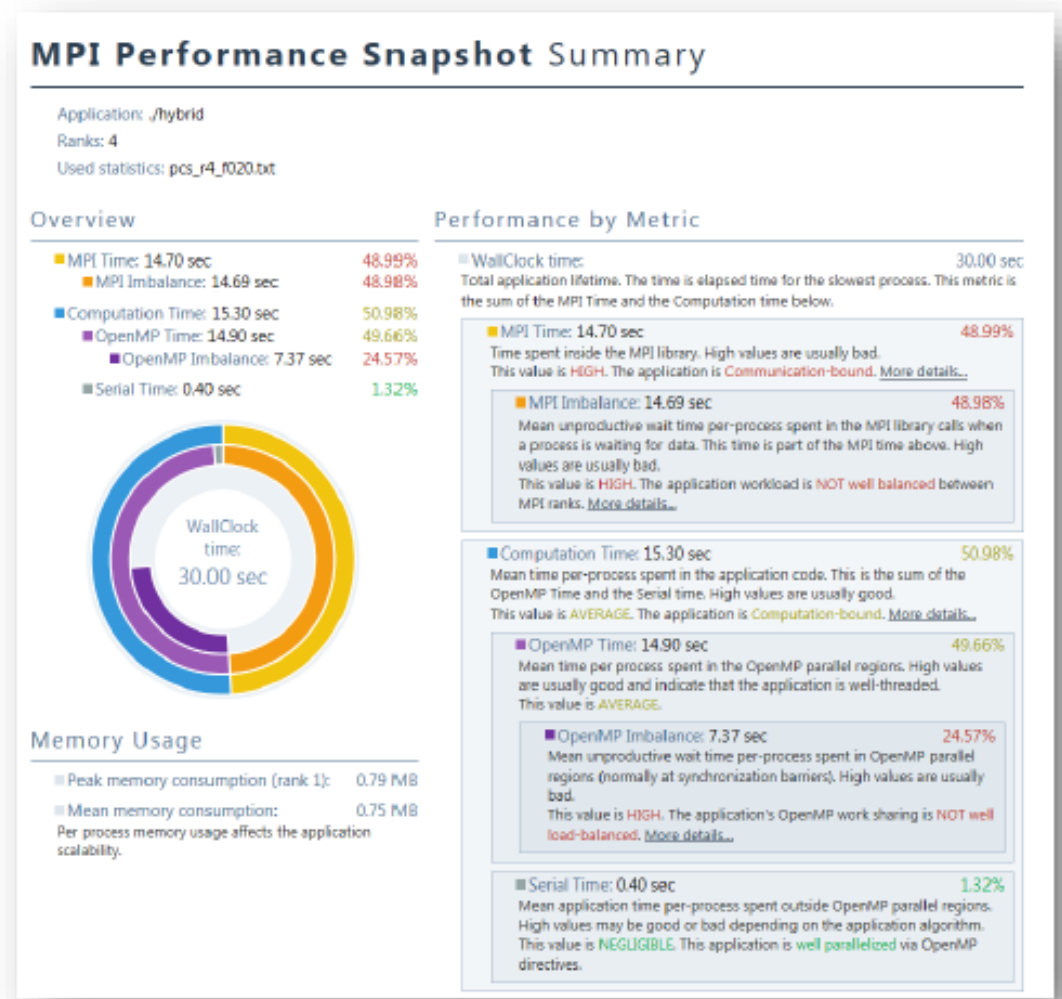 MPI Performance Snapshot Summary
Application: ./hybrid
Ranks: 4
Used statistics: pcs_r4_f020.txt
Overview
MPI Time: 14.70 sec 48.99%
MPI Imbalance: 14.69 sec 48.98%
Computation Time: 15.30 sec 50.98%
OpenMP Time: 14.90 sec 49.66%
OpenMP Imbalance: 7.37 sec 24.57%
Serial Time: 0.40 sec 1.32%
WallClock
time:
30.00 sec
Memory Usage
Peak memory consumption (rank 1): 0.79 MB
Mean memory consumption: 0.75 MB
Per process memory usage affects the application
scalability.
Performance by Metric
WallClock time: 30.00 sec
Total application lifetime. The time is elapsed time for the slowest process. This metric is
the sum of the MPI Time and the Computation time below.
MPI Time: 14.70 sec 48.99%
Time spent inside the MPI library. High values are usually bad.
This value is HIGH. The application is Communication-bound. More details...
MPI Imbalance: 14.69 sec 48.98%
Mean unproductive wait time per-process spent in the MPI library calls when
a process is waiting for data. This time is part of the MPI time above. High
values are usually bad.
This value is HIGH. The application workload is NOT well balanced between
MPI ranks. More details...
Computation Time: 15.30 sec 50.98%
Mean time per-process spent in the application code. This is the sum of the
OpenMP Time and the Serial time. High values are usually good.
This value is AVERAGE. The application is Computation-bound. More details...
OpenMP Time: 14.90 sec 49.66%
Mean time per process spent in the OpenMP parallel regions. High values
are usually good and indicate that the application is well-threaded.
This value is AVERAGE.
OpenMP Imbalance: 7.37 sec 24.57%
Mean unproductive wait time per-process spent in OpenMP parallel
regions (normally at synchronization barriers). High values are usually
bad.
This value is HIGH. The application's OpenMP work sharing is NOT well
load-balanced. More details...
Serial Time: 0.40 sec 1.32%
Mean application time per-process spent outside OpenMP parallel regions.
High values may be good or bad depending on the application algorithm.
This value is NEGLIGIBLE. This application is well parallelized via OpenMP
directives.